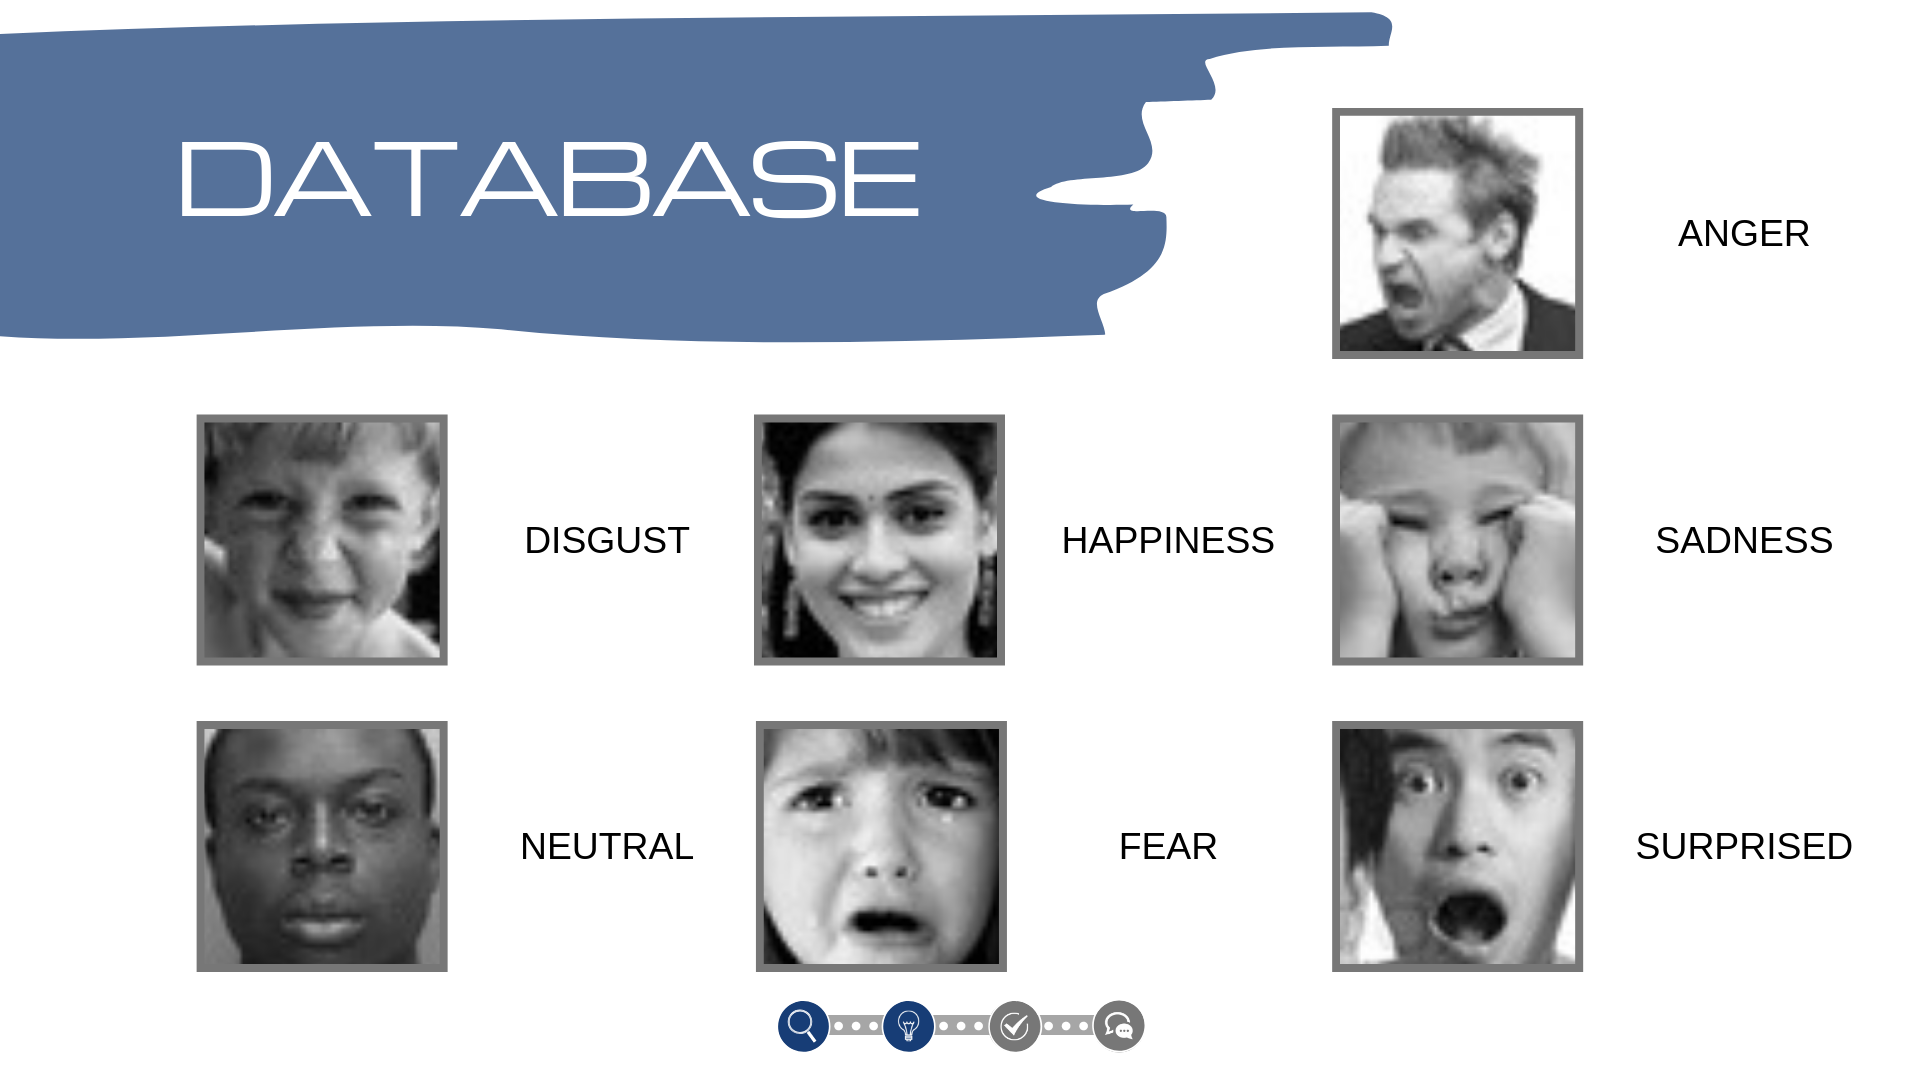 DATABASE
ANGER
DISGUST
HAPPINESS
SADNESS
NEUTRAL
FEAR
SURPRISED